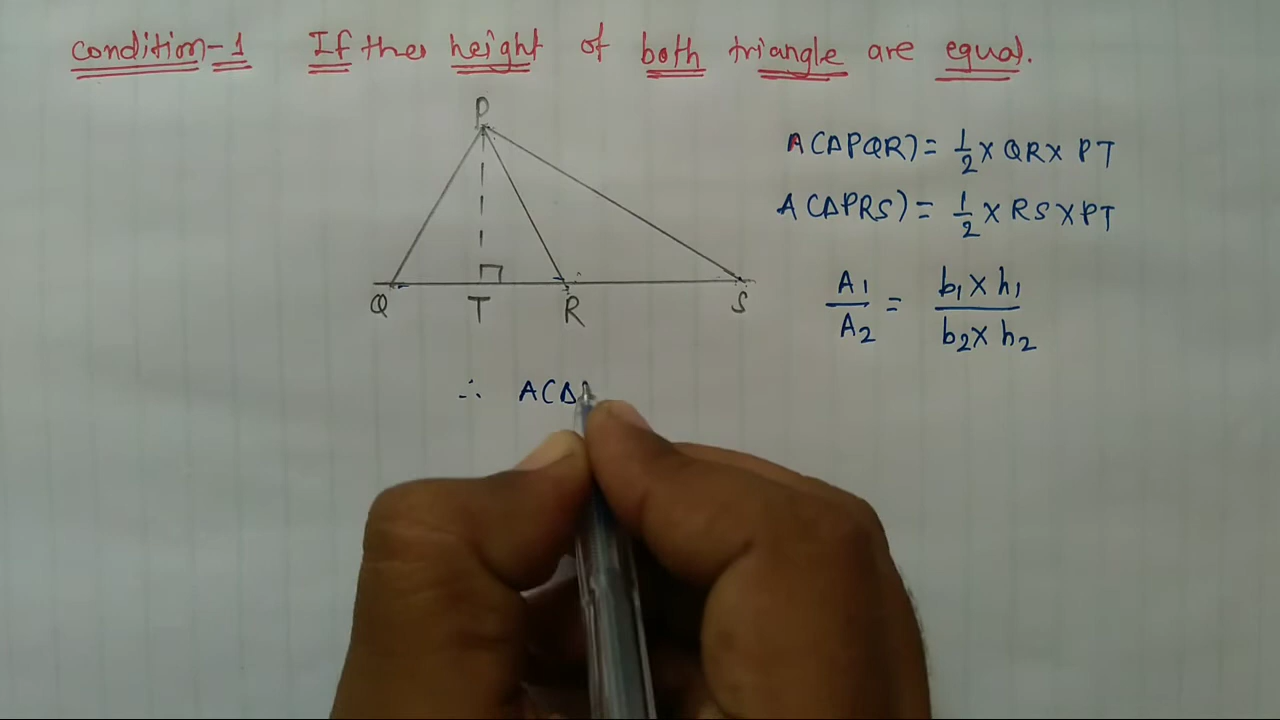 Condition-1 If the height of both triangle are equal.
P
A(ΔPQR) = 1/2 × QR × PT
A(ΔPRS) = 1/2 × RS × PT
Q T R S
A1/A2 = b1 × h1 / b2 × h2
∴ A(Δ